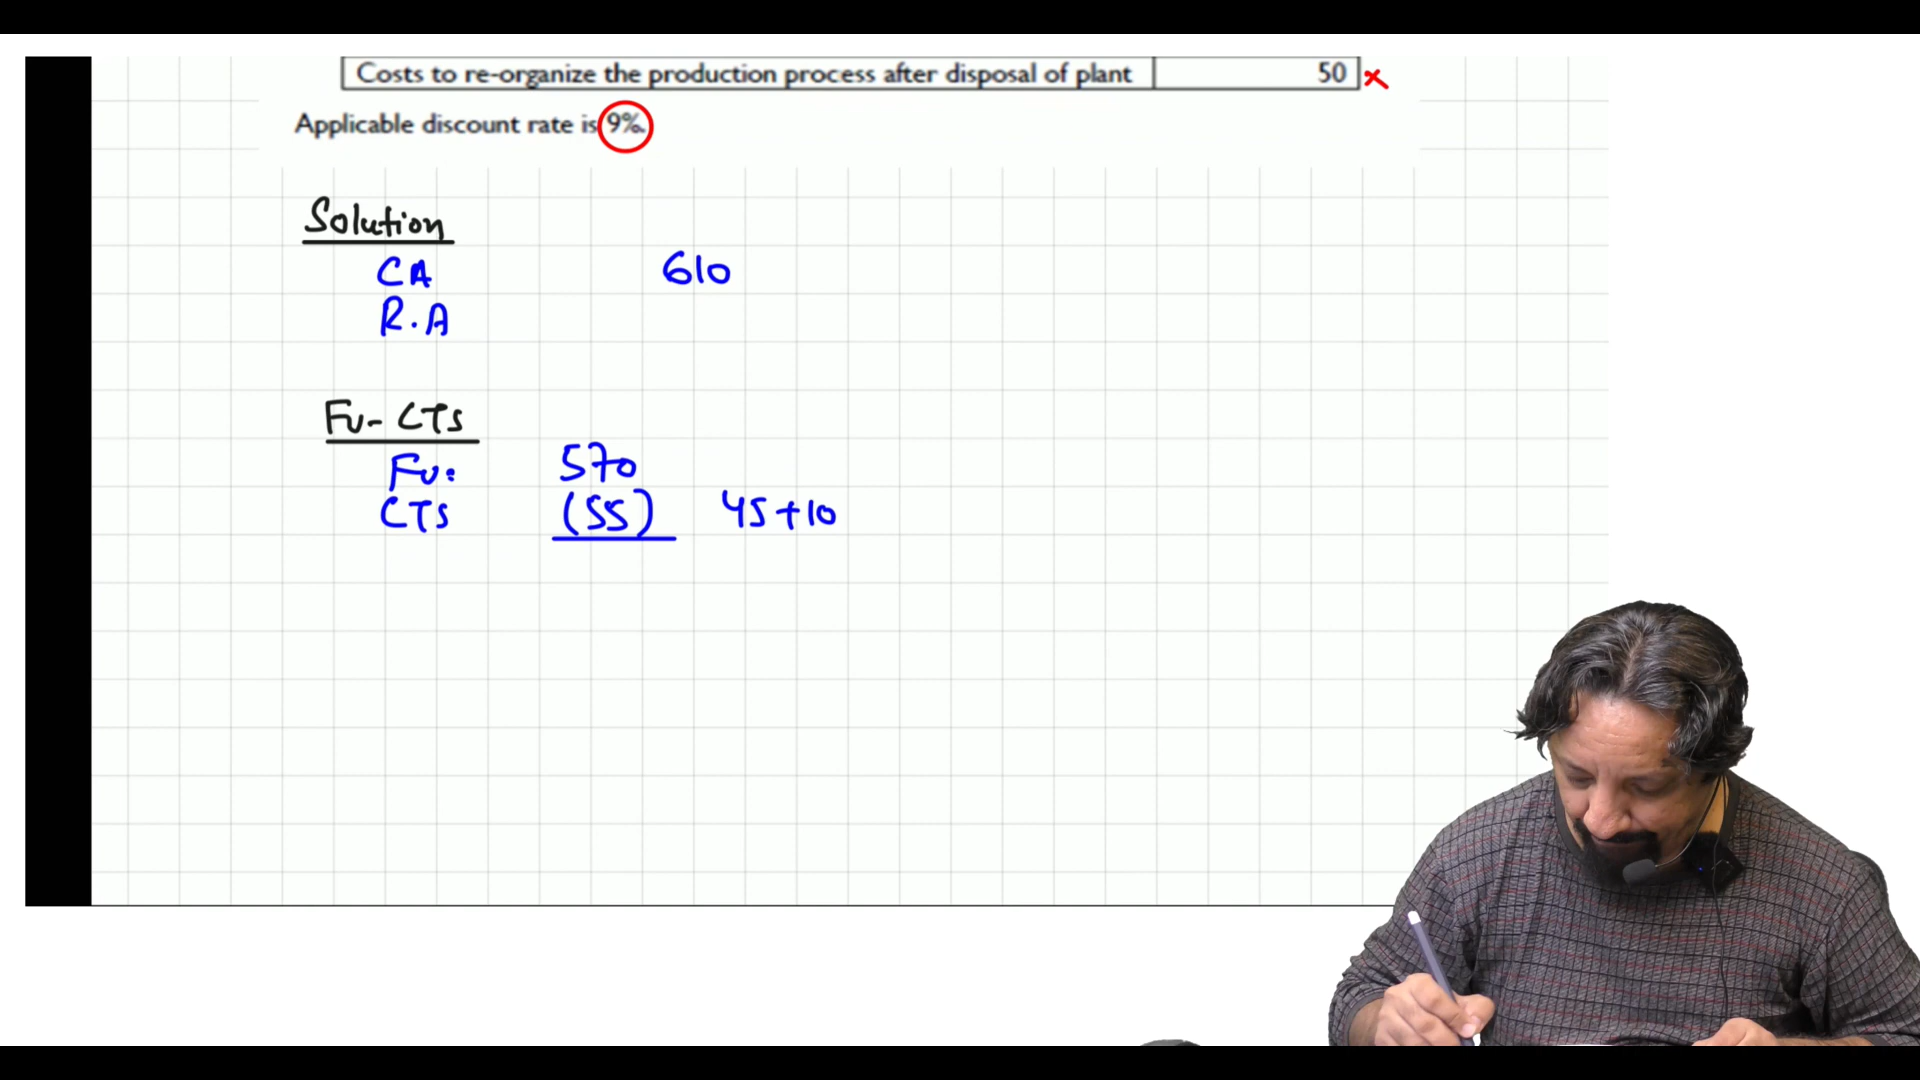 Costs to re-organize the production process after disposal of plant 50 ×
Applicable discount rate is 9%.
Solution
CA 610
R.A
Fv- CTS
Fv: 570
CTS (55) 45+10